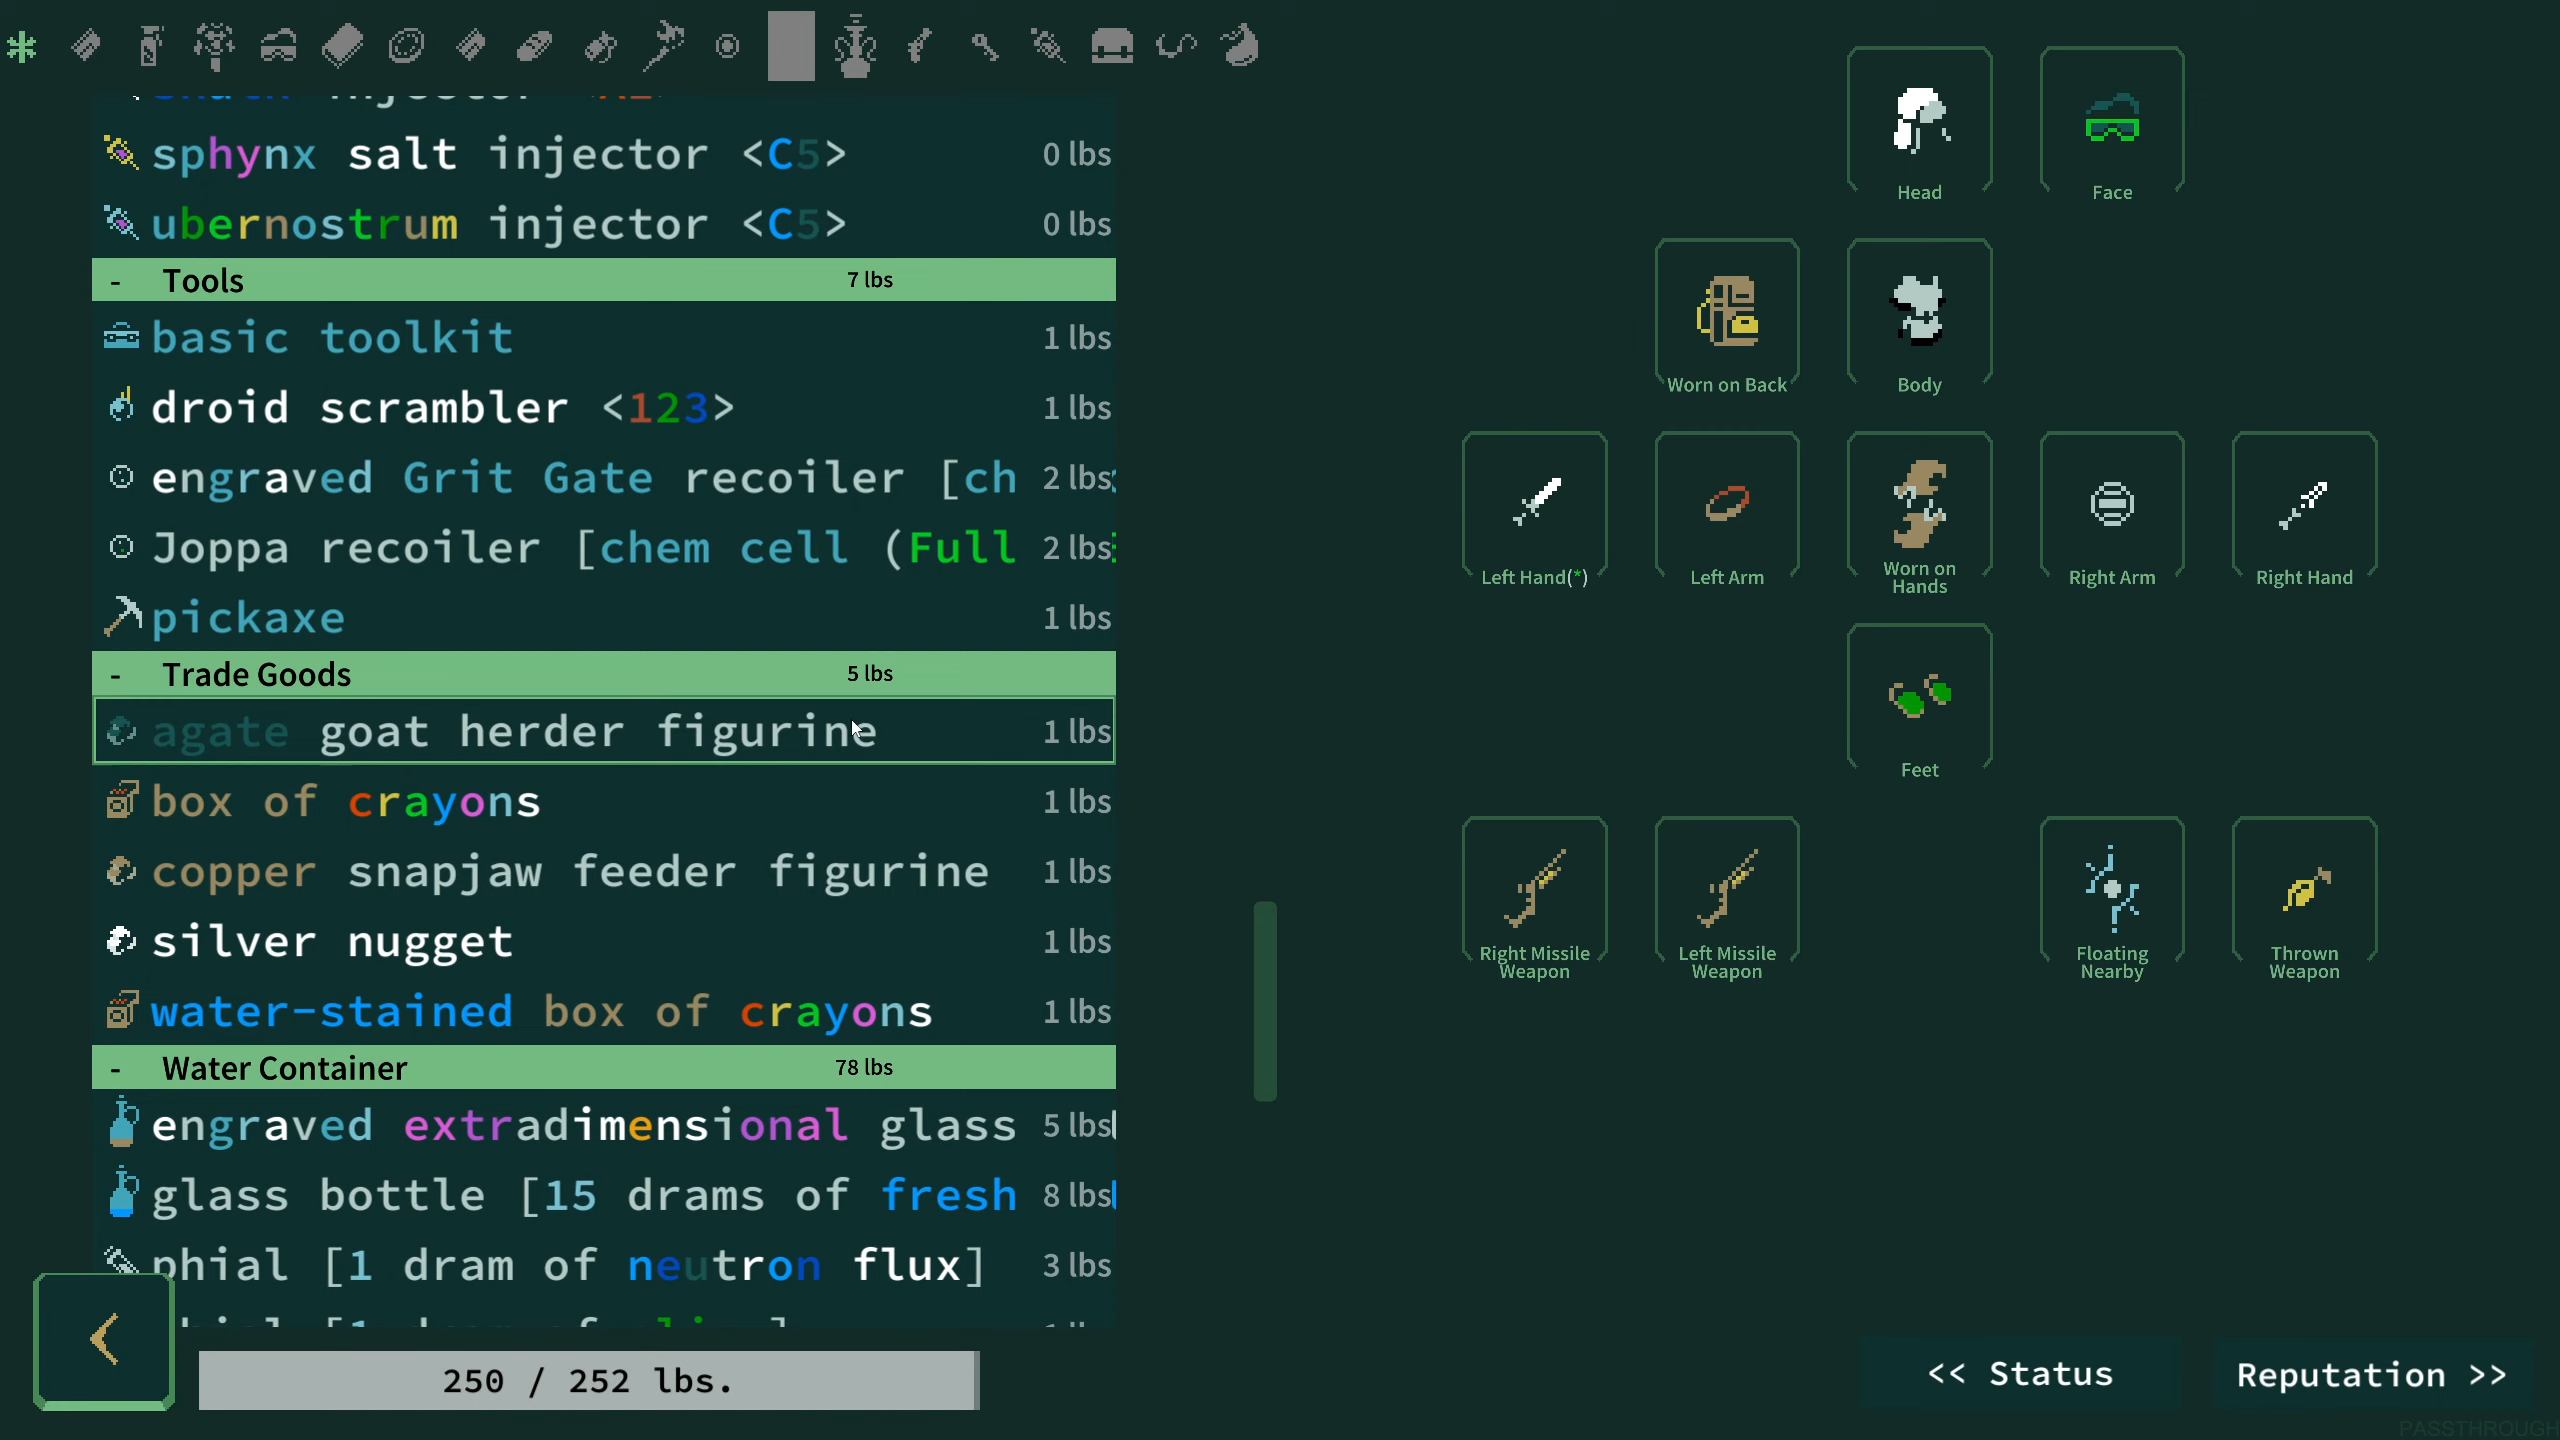 injector
sphynx salt injector <C5> 0 lbs
ubernostrum injector <C5> 0 lbs
- Tools 7 lbs
basic toolkit 1 lbs
droid scrambler <123> 1 lbs
engraved Grit Gate recoiler [ch 2 lbs
Joppa recoiler [chem cell (Full 2 lbs
pickaxe 1 lbs
- Trade Goods 5 lbs
agate goat herder figurine 1 lbs
box of crayons 1 lbs
copper snapjaw feeder figurine 1 lbs
silver nugget 1 lbs
water-stained box of crayons 1 lbs
- Water Container 78 lbs
engraved extradimensional glass 5 lbs
glass bottle [15 drams of fresh 8 lbs
phial [1 dram of neutron flux] 3 lbs
250 / 252 lbs.
Head
Face
Worn on Back
Body
Left Hand(*)
Left Arm
Worn on
Hands
Right Arm
Right Hand
Feet
Right Missile
Weapon
Left Missile
Weapon
Floating
Nearby
Thrown
Weapon
<< Status
Reputation >>
PASSTHROUGH